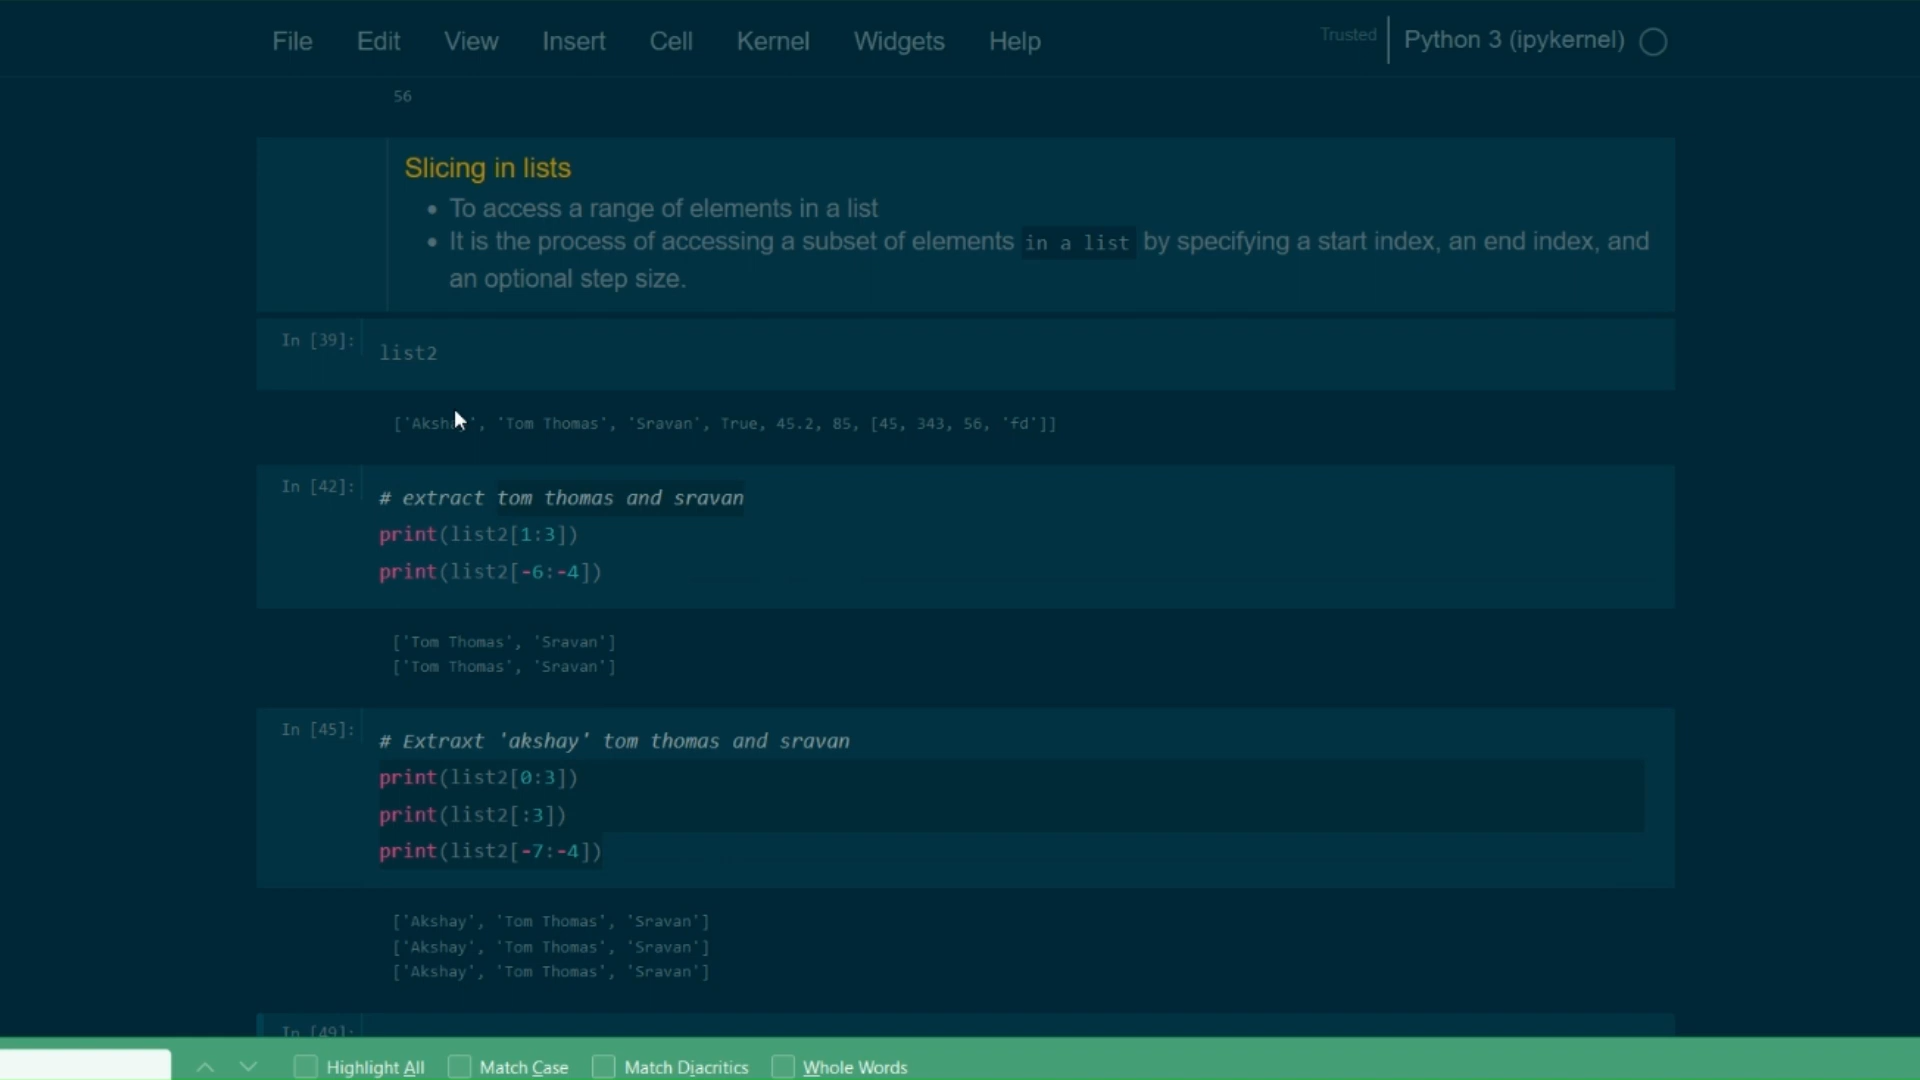 File Edit View Insert Cell Kernel Widgets Help Trusted Python 3 (ipykernel)
56
Slicing in lists
• To access a range of elements in a list
• It is the process of accessing a subset of elements in a list by specifying a start index, an end index, and
an optional step size.
In [39]: list2
['Aksh', 'Tom Thomas', 'Sravan', True, 45.2, 85, [45, 343, 56, 'fd']]
In [42]: # extract tom thomas and sravan
print(list2[1:3])
print(list2[-6:-4])
['Tom Thomas', 'Sravan']
['Tom Thomas', 'Sravan']
In [45]: # Extraxt 'akshay' tom thomas and sravan
print(list2[0:3])
print(list2[:3])
print(list2[-7:-4])
['Akshay', 'Tom Thomas', 'Sravan']
['Akshay', 'Tom Thomas', 'Sravan']
['Akshay', 'Tom Thomas', 'Sravan']
In [49]:
Highlight All Match Case Match Diacritics Whole Words